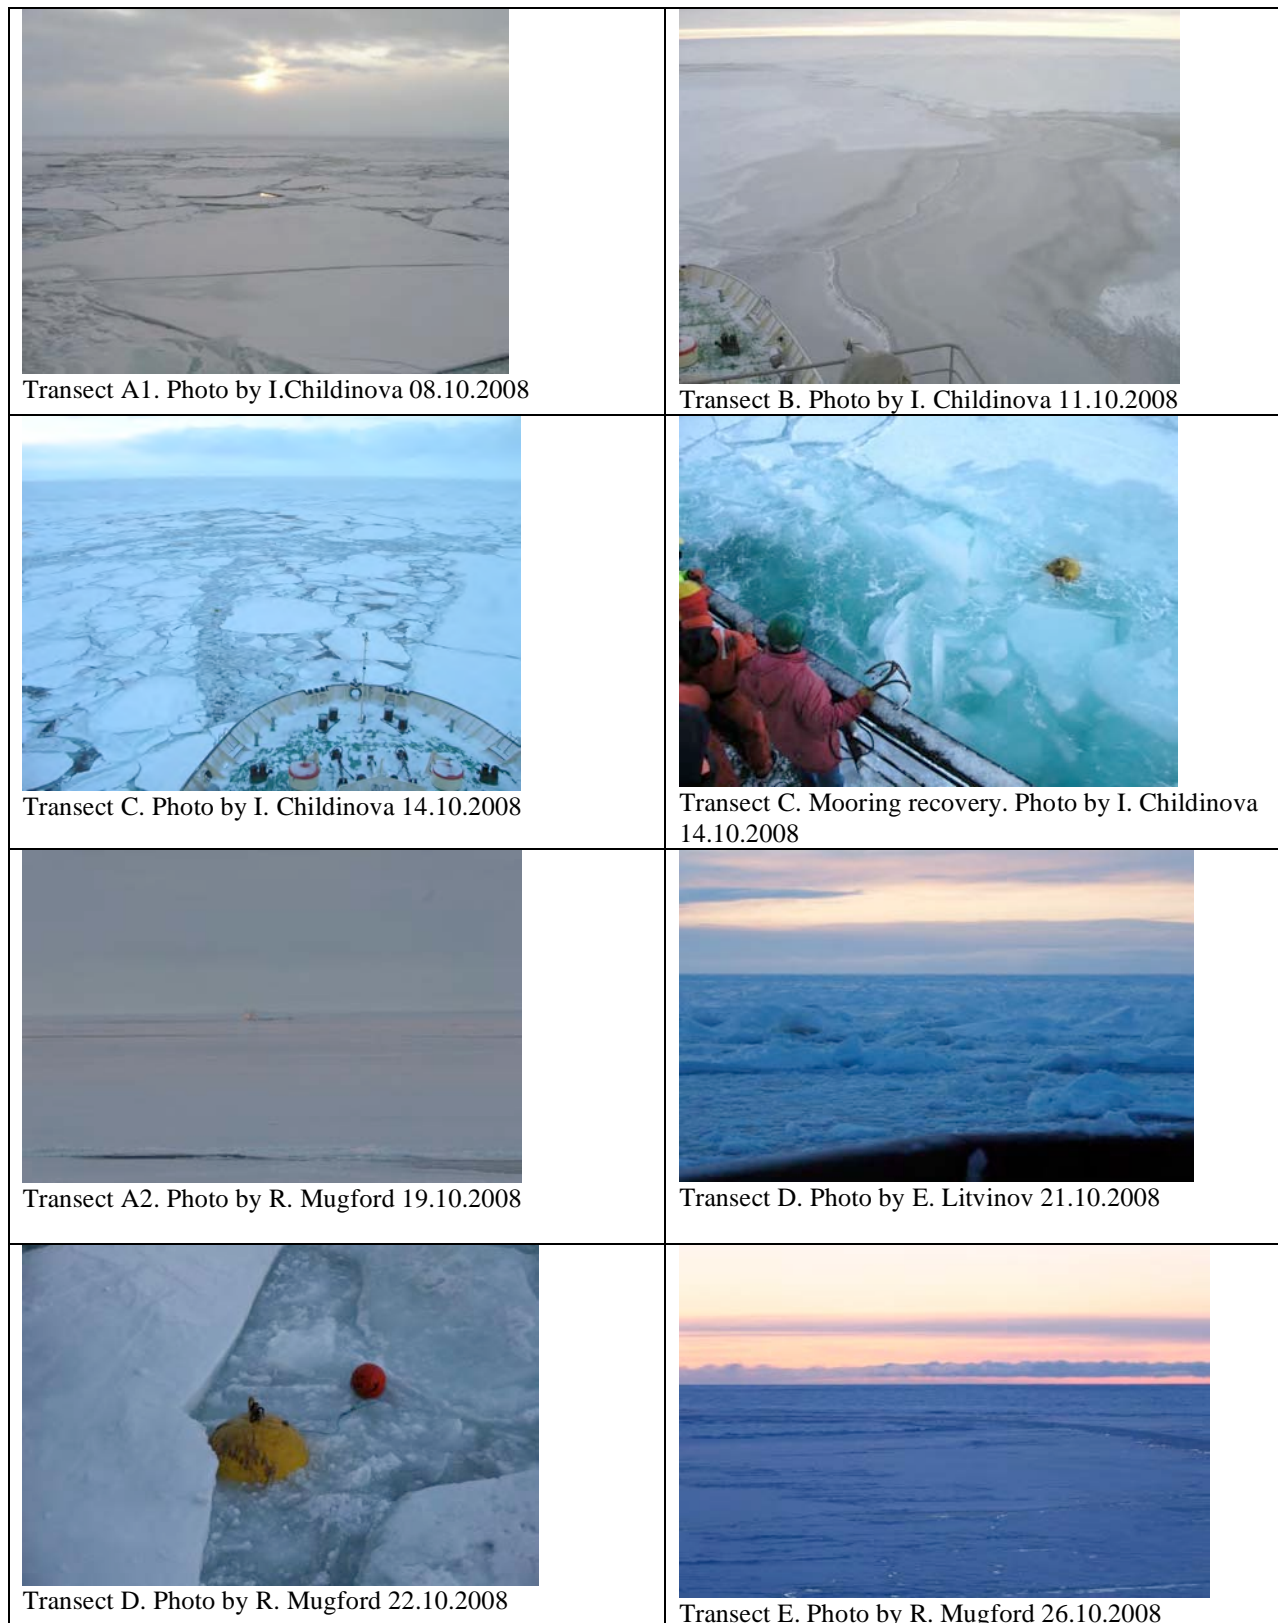 Transect A1. Photo by I.Childinova 08.10.2008
Transect B. Photo by I. Childinova 11.10.2008
Transect C. Photo by I. Childinova 14.10.2008
Transect C. Mooring recovery. Photo by I. Childinova
14.10.2008
Transect A2. Photo by R. Mugford 19.10.2008
Transect D. Photo by E. Litvinov 21.10.2008
Transect D. Photo by R. Mugford 22.10.2008
Transect E. Photo by R. Mugford 26.10.2008